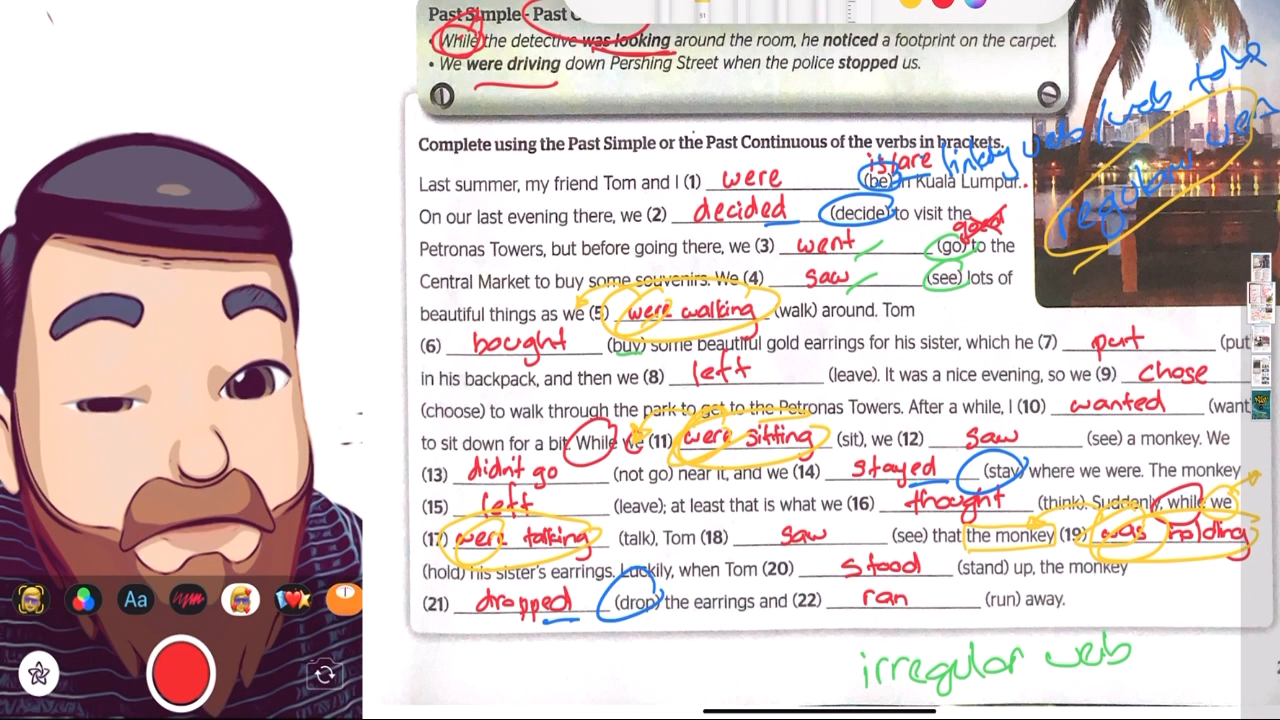 Past Simple - Past C
• While the detective was looking around the room, he noticed a footprint on the carpet.
• We were driving down Pershing Street when the police stopped us.
Complete using the Past Simple or the Past Continuous of the verbs in brackets.
is/are linking verb/verb to be
regular verb
Last summer, my friend Tom and I (1) were (be) in Kuala Lumpur.
On our last evening there, we (2) decided (decide) to visit the
Petronas Towers, but before going there, we (3) went (go) to the
Central Market to buy some souvenirs. We (4) saw (see) lots of
beautiful things as we (5) were walking (walk) around. Tom
(6) bought (buy) some beautiful gold earrings for his sister, which he (7) put (put
in his backpack, and then we (8) left (leave). It was a nice evening, so we (9) chose
(choose) to walk through the park to get to the Petronas Towers. After a while, I (10) wanted (want
to sit down for a bit. While we (11) were sitting (sit), we (12) saw (see) a monkey. We
(13) didn't go (not go) near it, and we (14) stayed (stay) where we were. The monkey
(15) left (leave); at least that is what we (16) thought (think). Suddenly, while we
(17) were talking (talk), Tom (18) saw (see) that the monkey (19) was holding
(hold) his sister's earrings. Luckily, when Tom (20) stood (stand) up, the monkey
(21) dropped (drop) the earrings and (22) ran (run) away.
irregular verb
Aa